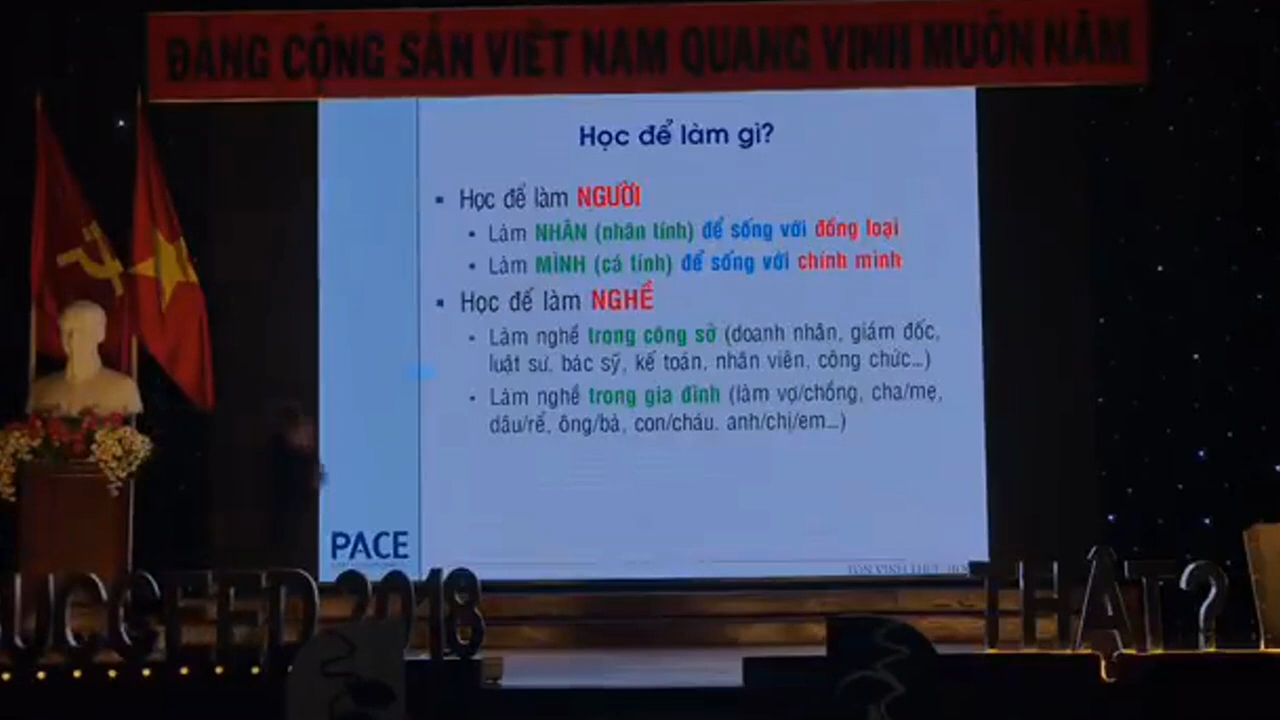 ĐẢNG CỘNG SẢN VIỆT NAM QUANG VINH MUÔN NĂM
Học để làm gì?
▪ Học để làm NGƯỜI
• Làm NHÂN (nhân tính) để sống với đồng loại
• Làm MÌNH (cá tính) để sống với chính mình
▪ Học để làm NGHỀ
• Làm nghề trong công sở (doanh nhân, giám đốc,
luật sư, bác sỹ, kế toán, nhân viên, công chức...)
• Làm nghề trong gia đình (làm vợ/chồng, cha/mẹ,
dâu/rể, ông/bà, con/cháu, anh/chị/em...)
PACE
UCCEED 2018
THẬT?